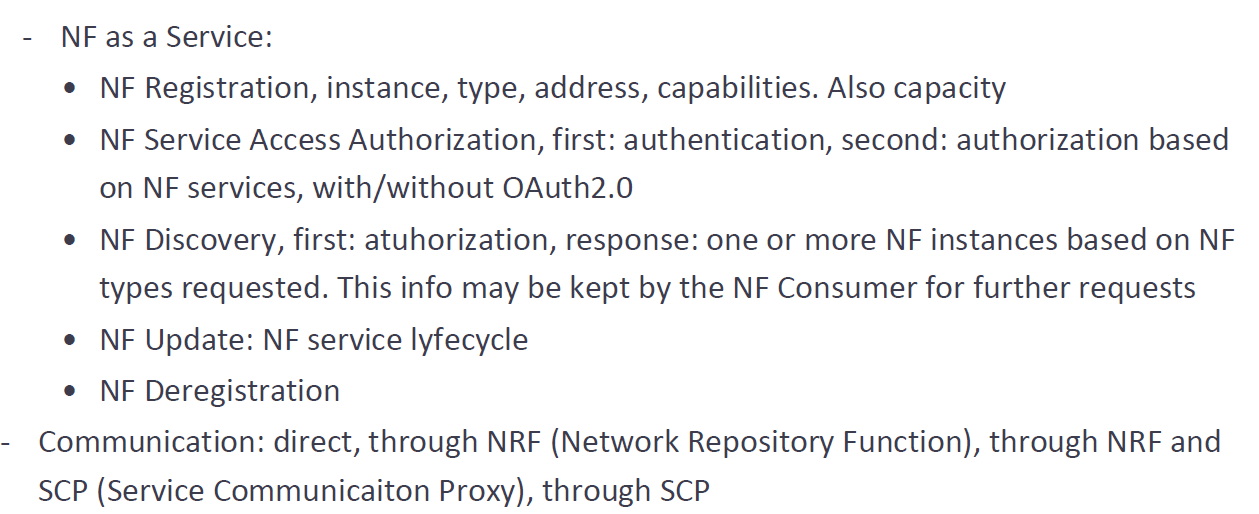 - NF as a Service:
• NF Registration, instance, type, address, capabilities. Also capacity
• NF Service Access Authorization, first: authentication, second: authorization based
on NF services, with/without OAuth2.0
• NF Discovery, first: atuhorization, response: one or more NF instances based on NF
types requested. This info may be kept by the NF Consumer for further requests
• NF Update: NF service lyfecycle
• NF Deregistration
- Communication: direct, through NRF (Network Repository Function), through NRF and
SCP (Service Communicaiton Proxy), through SCP